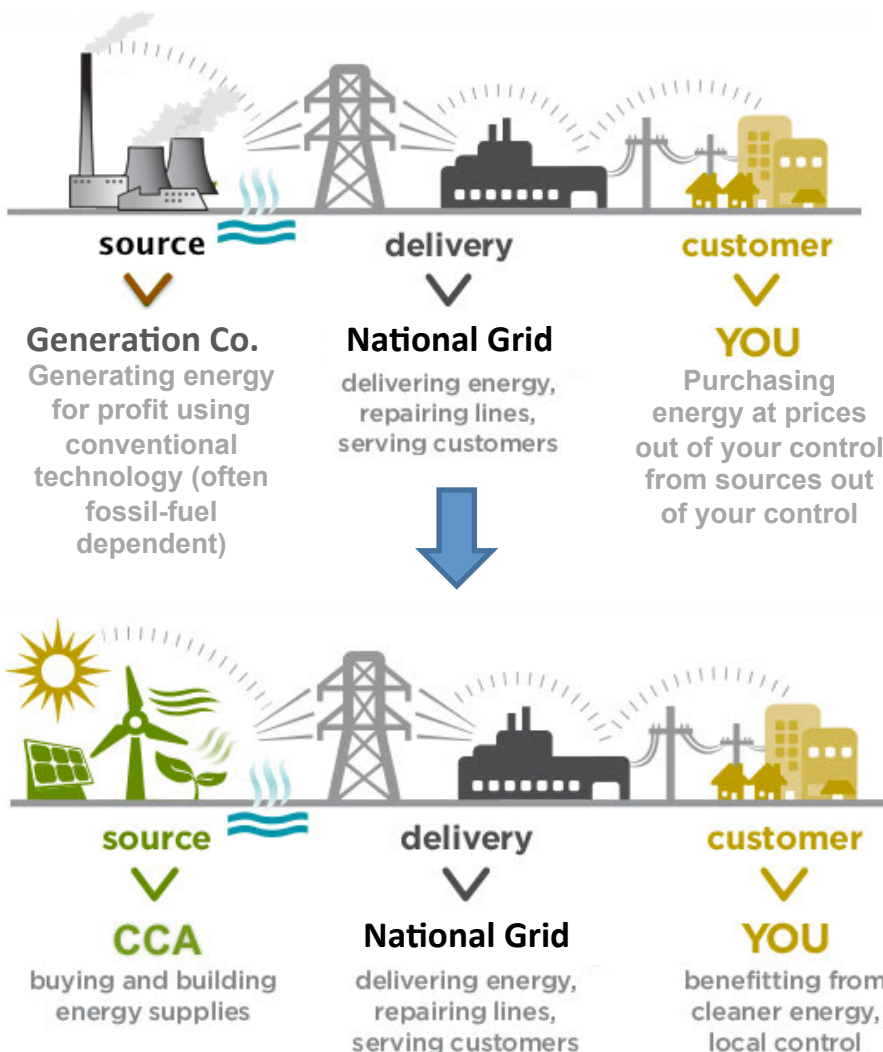 source
delivery
customer
Generation Co.
National Grid
YOU
Generating energy
for profit using
conventional
technology (often
fossil-fuel
dependent)
delivering energy,
repairing lines,
serving customers
Purchasing
energy at prices
out of your control
from sources out
of your control
source
delivery
customer
CCA
National Grid
YOU
buying and building
energy supplies
delivering energy,
repairing lines,
serving customers
benefitting from
cleaner energy,
local control